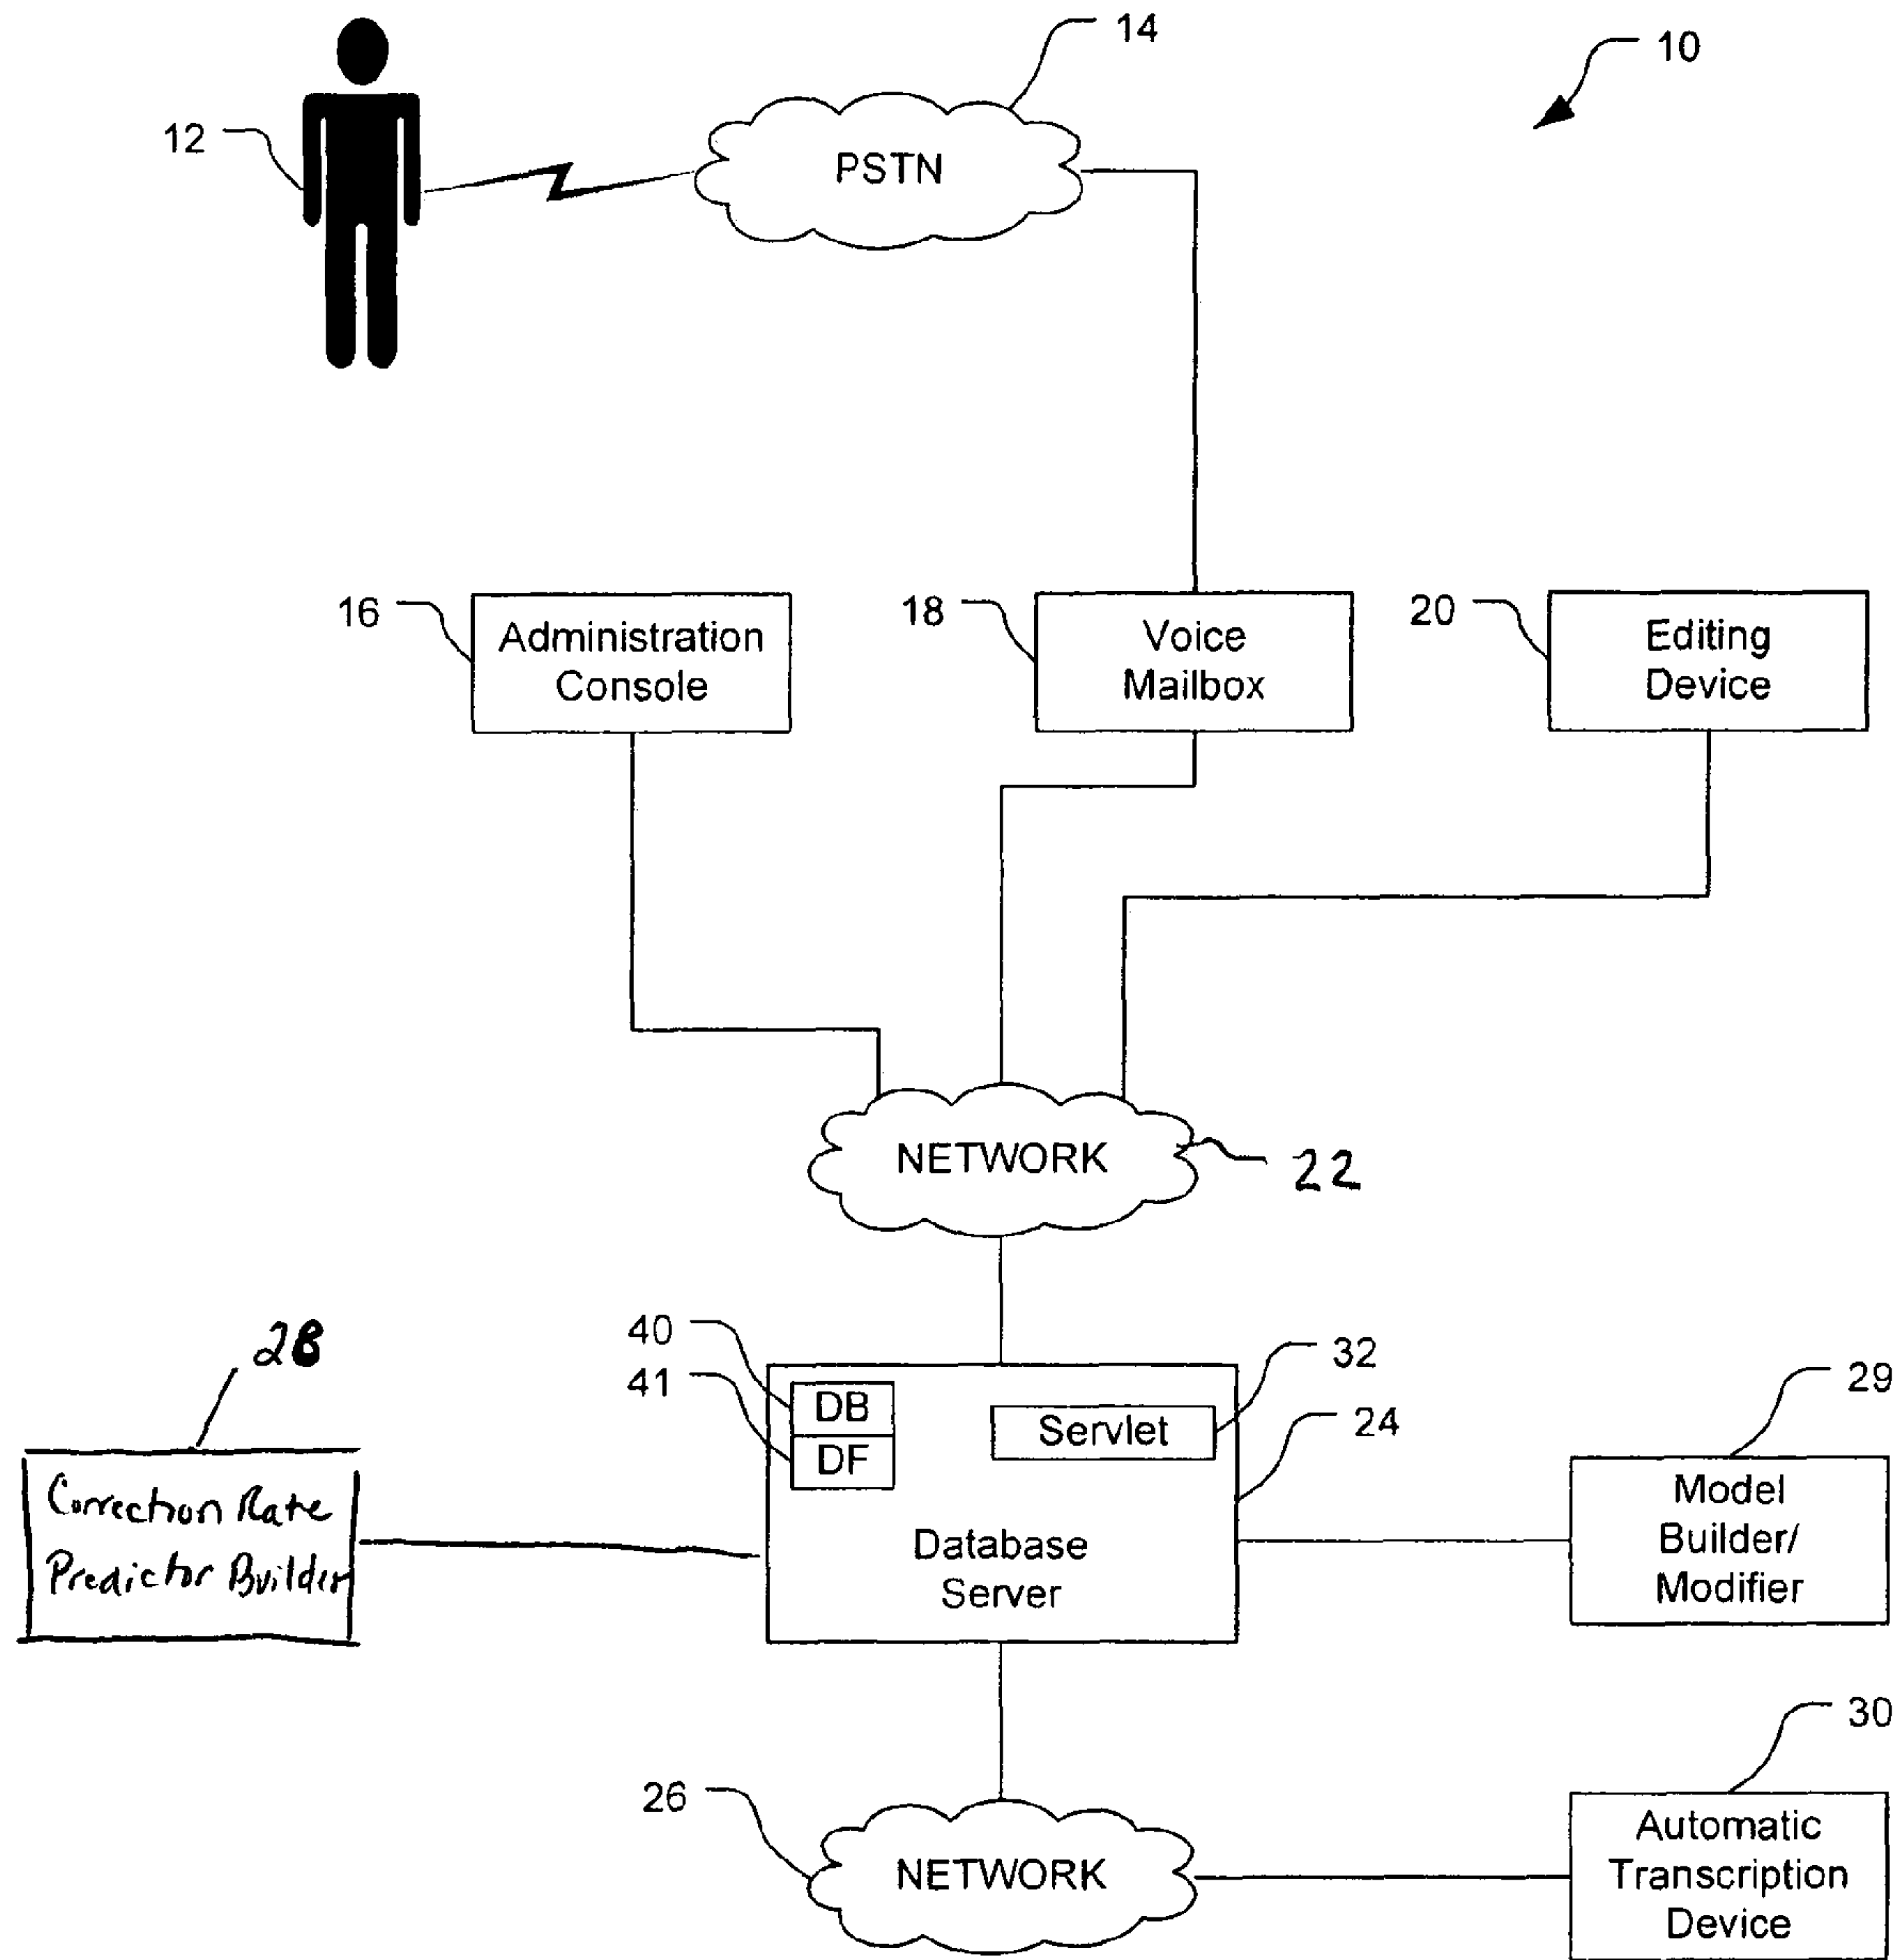 14
10
12
PSTN
16
Administration
Console
18
Voice
Mailbox
20
Editing
Device
NETWORK
22
28
Correction Rate
Predictor Builder
40
41
DB
DF
Servlet
32
24
Database
Server
29
Model
Builder/
Modifier
26
NETWORK
30
Automatic
Transcription
Device